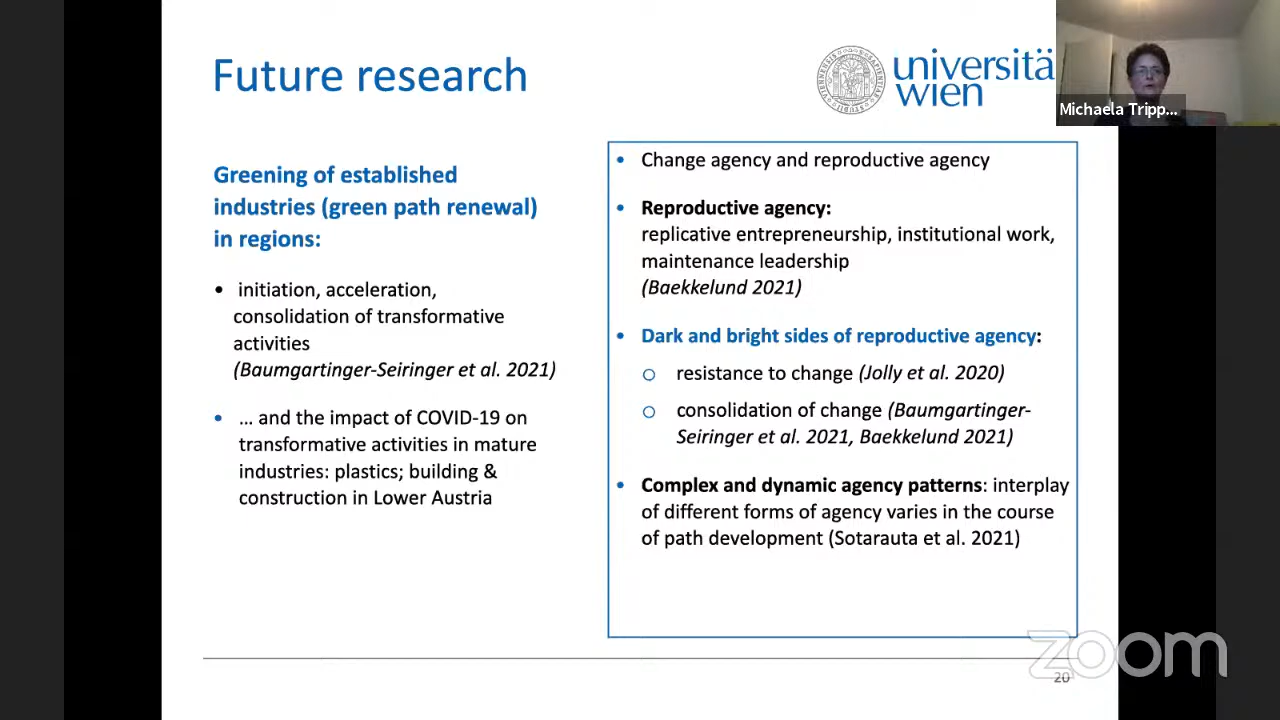 Future research
universitä
wien
Michaela Tripp...
Greening of established
industries (green path renewal)
in regions:
• initiation, acceleration,
consolidation of transformative
activities
(Baumgartinger-Seiringer et al. 2021)
• … and the impact of COVID-19 on
transformative activities in mature
industries: plastics; building &
construction in Lower Austria
• Change agency and reproductive agency
• Reproductive agency:
replicative entrepreneurship, institutional work,
maintenance leadership
(Baekkelund 2021)
• Dark and bright sides of reproductive agency:
o resistance to change (Jolly et al. 2020)
o consolidation of change (Baumgartinger-
Seiringer et al. 2021, Baekkelund 2021)
• Complex and dynamic agency patterns: interplay
of different forms of agency varies in the course
of path development (Sotarauta et al. 2021)
zoom
20